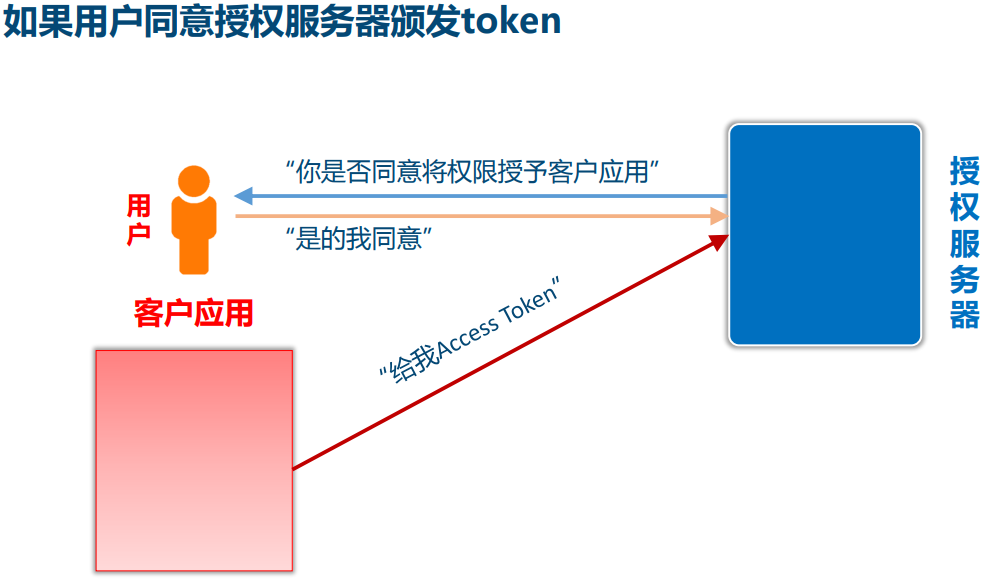 如果用户同意授权服务器颁发token
“你是否同意将权限授予客户应用”
用户
“是的我同意”
授权服务器
客户应用
“给我Access Token”